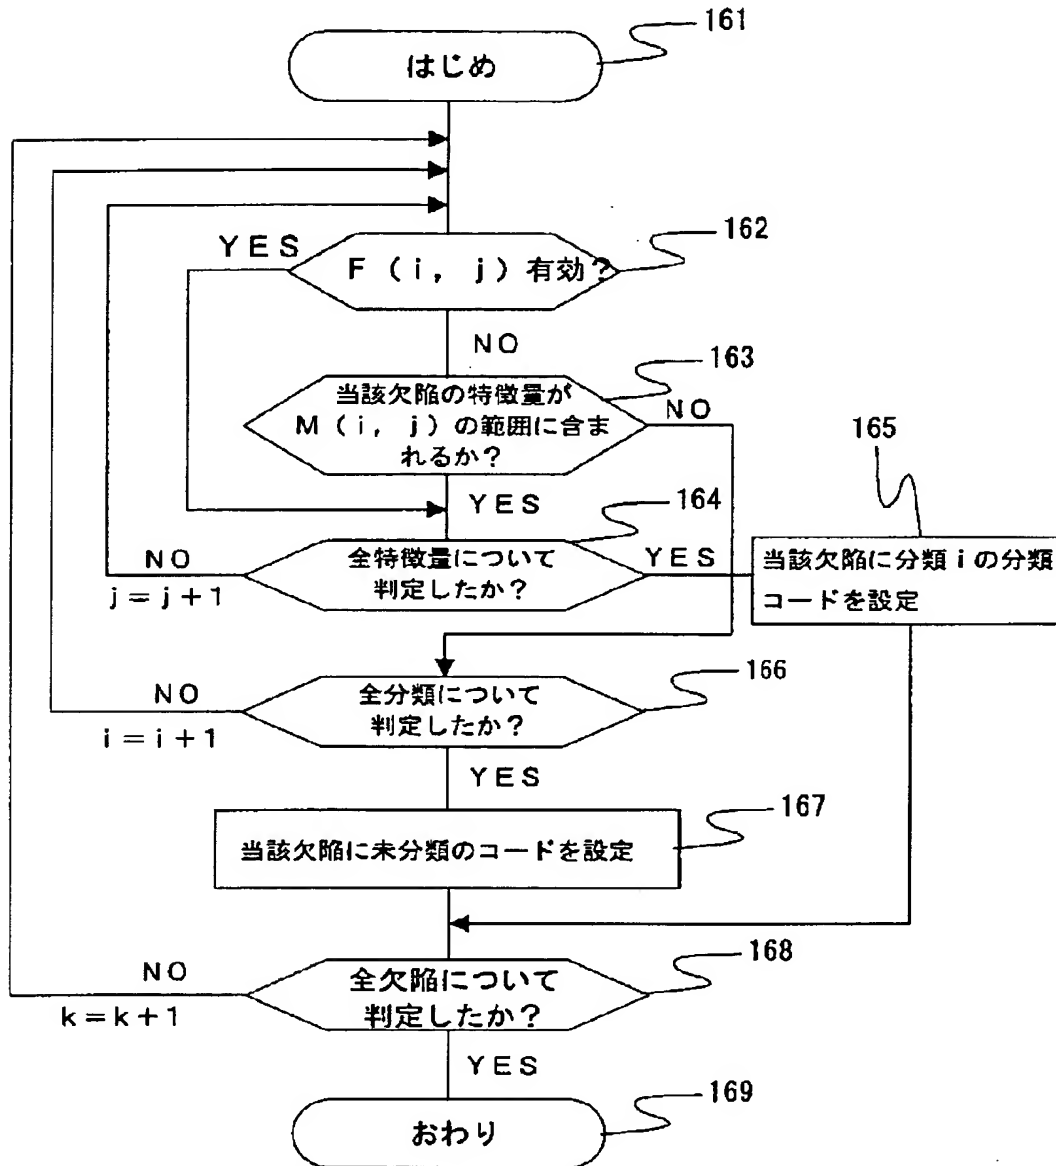 161
はじめ
162
YES
F(i, j)有効?
NO
163
当該欠陥の特徴量が
M(i, j)の範囲に含ま
れるか?
NO
165
YES
164
NO
全特徴量について
判定したか?
YES
当該欠陥に分類iの分類
コードを設定
j=j+1
166
NO
全分類について
判定したか?
i=i+1
YES
167
当該欠陥に未分類のコードを設定
168
NO
全欠陥について
判定したか?
k=k+1
YES
169
おわり